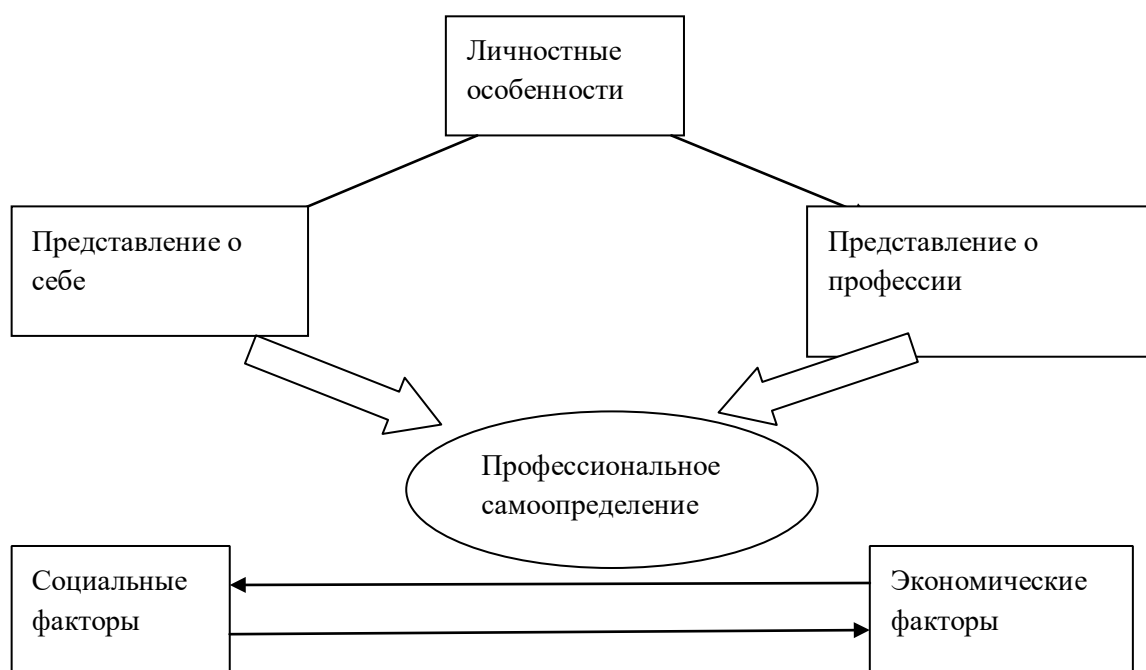 Личностные
особенности
Представление о
себе
Представление о
профессии
Профессиональное
самоопределение
Социальные
факторы
Экономические
факторы